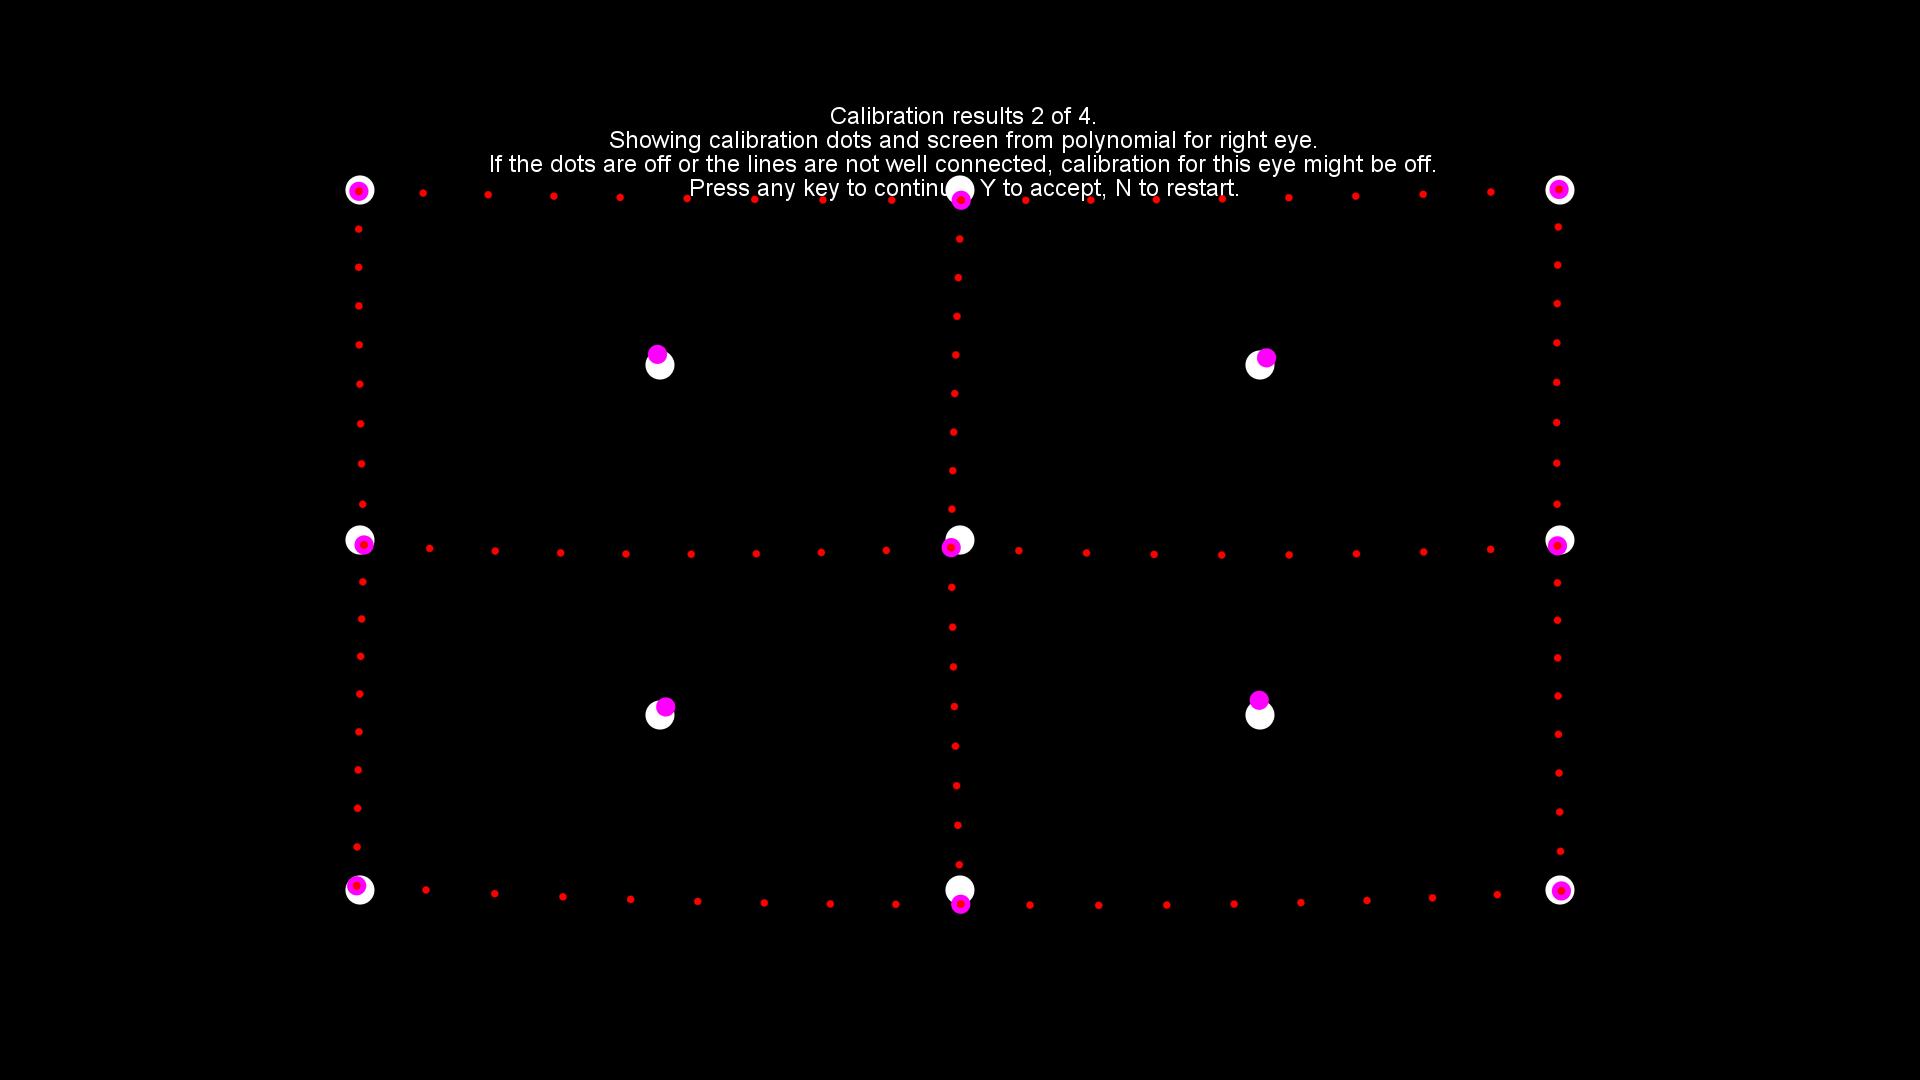 Calibration results 2 of 4.
Showing calibration dots and screen from polynomial for right eye.
If the dots are off or the lines are not well connected, calibration for this eye might be off.
Press any key to continue, Y to accept, N to restart.